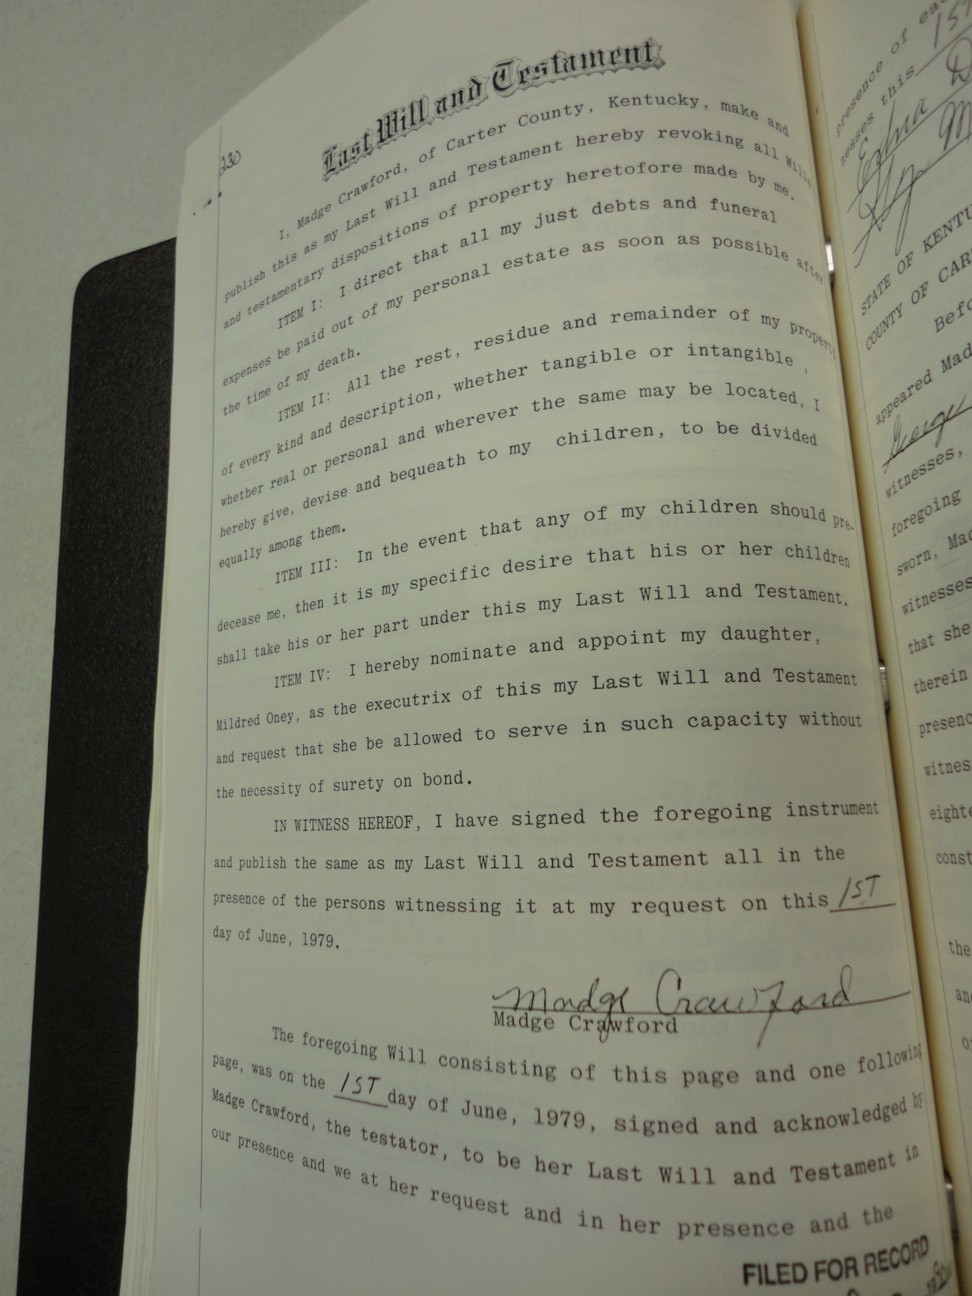 330
Last Will and Testament
I, Madge Crawford, of Carter County, Kentucky, make and
publish this as my Last Will and Testament hereby revoking all Wills
and testamentary dispositions of property heretofore made by me.
ITEM I: I direct that all my just debts and funeral
expenses be paid out of my personal estate as soon as possible after
the time of my death.
ITEM II: All the rest, residue and remainder of my property
of every kind and description, whether tangible or intangible,
whether real or personal and wherever the same may be located, I
hereby give, devise and bequeath to my children, to be divided
equally among them.
ITEM III: In the event that any of my children should pre-
decease me, then it is my specific desire that his or her children
shall take his or her part under this my Last Will and Testament.
ITEM IV: I hereby nominate and appoint my daughter,
Mildred Oney, as the executrix of this my Last Will and Testament
and request that she be allowed to serve in such capacity without
the necessity of surety on bond.
IN WITNESS HEREOF, I have signed the foregoing instrument
and publish the same as my Last Will and Testament all in the
presence of the persons witnessing it at my request on this 1ST
day of June, 1979.
Madge Crawford
Madge Crawford
The foregoing Will consisting of this page and one following
page, was on the 1ST day of June, 1979, signed and acknowledged by
Madge Crawford, the testator, to be her Last Will and Testament in
our presence and we at her request and in her presence and the
FILED FOR RECORD
presence of
nesses this 1ST
Edna
STATE OF KENTU
COUNTY OF CAR
Befo
appeared Mad
George
witnesses,
foregoing
sworn, Mad
witnesses
that she
therein
presenc
witnes
eighte
const
the